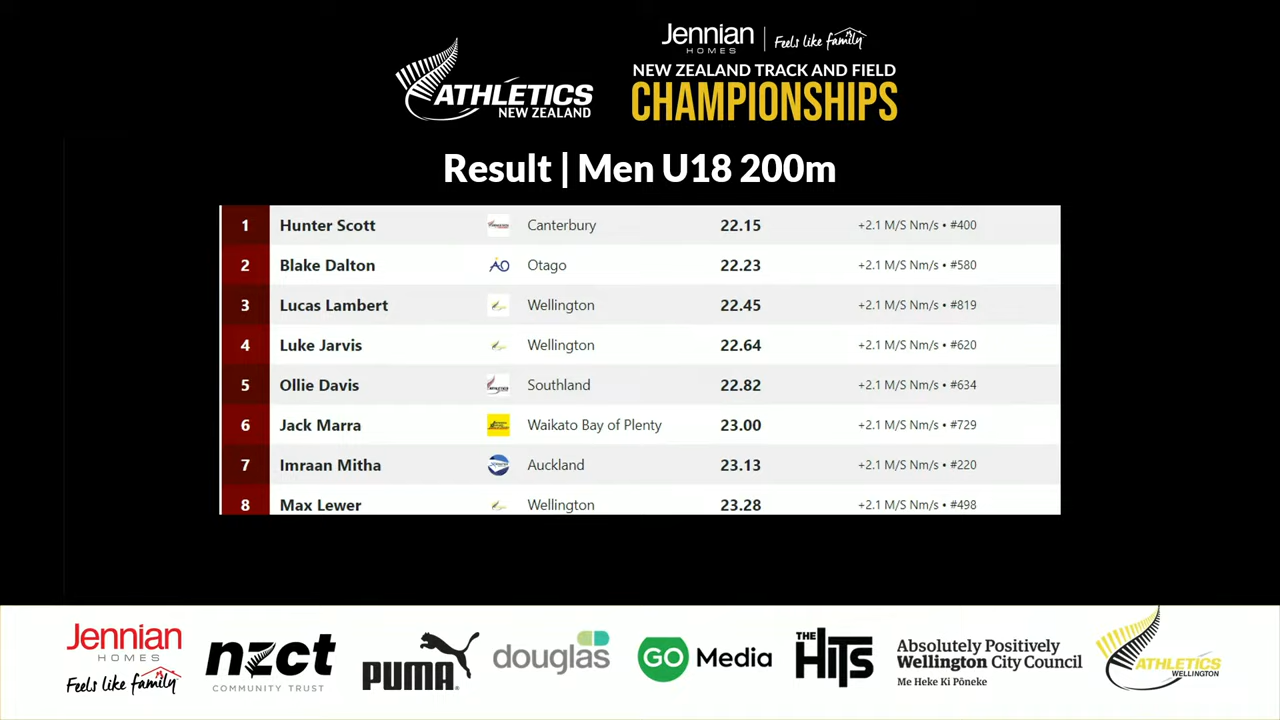 Jennian
HOMES
Feels like family
ATHLETICS
NEW ZEALAND
NEW ZEALAND TRACK AND FIELD
CHAMPIONSHIPS
Result | Men U18 200m
1 Hunter Scott Canterbury 22.15 +2.1 M/S Nm/s • #400
2 Blake Dalton Otago 22.23 +2.1 M/S Nm/s • #580
3 Lucas Lambert Wellington 22.45 +2.1 M/S Nm/s • #819
4 Luke Jarvis Wellington 22.64 +2.1 M/S Nm/s • #620
5 Ollie Davis Southland 22.82 +2.1 M/S Nm/s • #634
6 Jack Marra Waikato Bay of Plenty 23.00 +2.1 M/S Nm/s • #729
7 Imraan Mitha Auckland 23.13 +2.1 M/S Nm/s • #220
8 Max Lewer Wellington 23.28 +2.1 M/S Nm/s • #498
Jennian
HOMES
Feels like family
nzct
COMMUNITY TRUST
PUMA
douglas
GO Media
THE HITS
Absolutely Positively
Wellington City Council
Me Heke Ki Pōneke
ATHLETICS
WELLINGTON